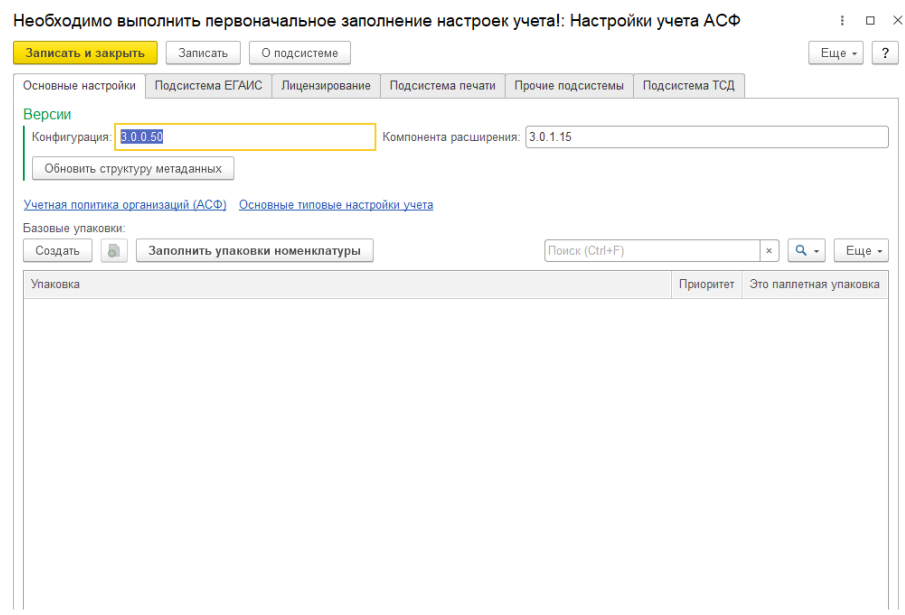 Необходимо выполнить первоначальное заполнение настроек учета!: Настройки учета АСФ
Записать и закрыть Записать О подсистеме Еще ?
Основные настройки Подсистема ЕГАИС Лицензирование Подсистема печати Прочие подсистемы Подсистема ТСД
Версии
Конфигурация: 3.0.0.50 Компонента расширения: 3.0.1.15
Обновить структуру метаданных
Учетная политика организаций (АСФ) Основные типовые настройки учета
Базовые упаковки:
Создать Заполнить упаковки номенклатуры Поиск (Ctrl+F) × Еще
Упаковка Приоритет Это паллетная упаковка